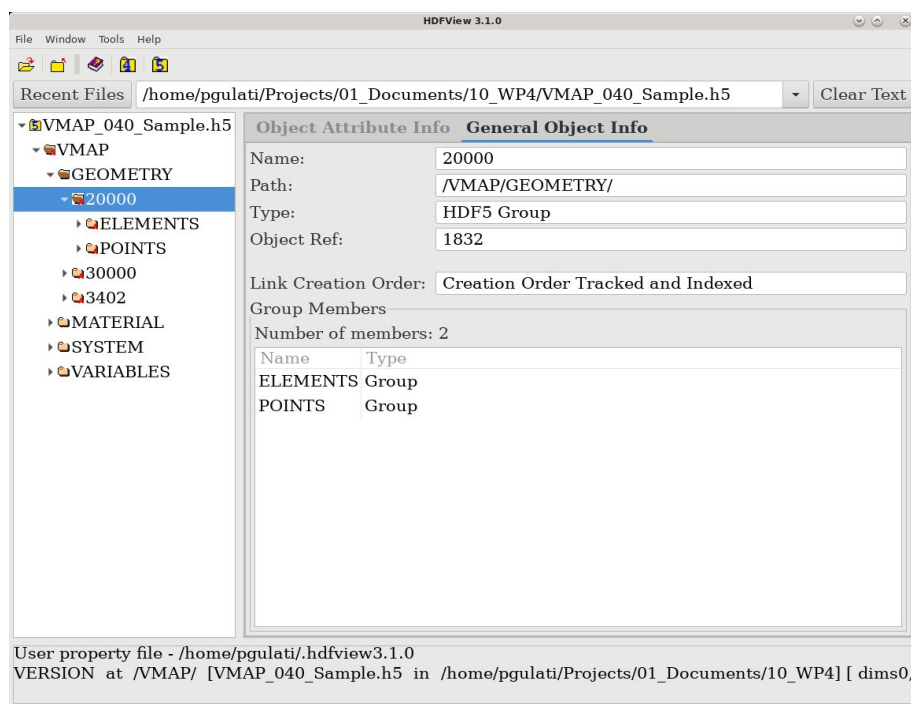 HDFView 3.1.0
File Window Tools Help
Recent Files /home/pgulati/Projects/01_Documents/10_WP4/VMAP_040_Sample.h5 Clear Text
VMAP_040_Sample.h5
VMAP
GEOMETRY
20000
ELEMENTS
POINTS
30000
3402
MATERIAL
SYSTEM
VARIABLES
Object Attribute Info General Object Info
Name: 20000
Path: /VMAP/GEOMETRY/
Type: HDF5 Group
Object Ref: 1832
Link Creation Order: Creation Order Tracked and Indexed
Group Members
Number of members: 2
Name Type
ELEMENTS Group
POINTS Group
User property file - /home/pgulati/.hdfview3.1.0
VERSION at /VMAP/ [VMAP_040_Sample.h5 in /home/pgulati/Projects/01_Documents/10_WP4] [ dims0,